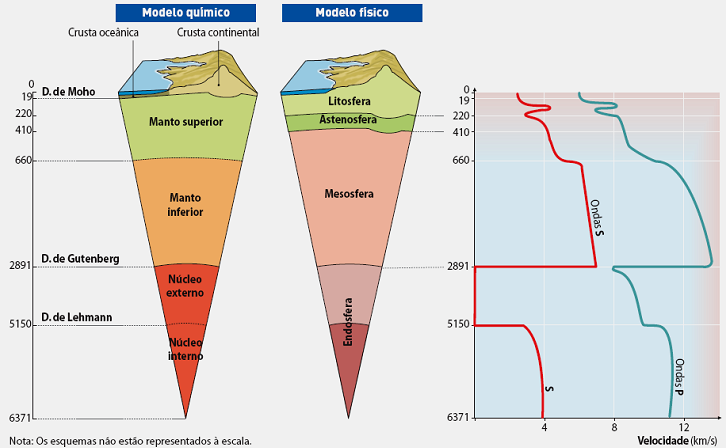 Modelo químico
Modelo físico
Crusta oceânica
Crusta continental
0
D. de Moho
19
220
410
660
D. de Gutenberg
2891
D. de Lehmann
5150
6371
Manto superior
Manto
inferior
Núcleo
externo
Núcleo
interno
Litosfera
Astenosfera
Mesosfera
Endosfera
0
19
220
410
660
2891
5150
6371
Ondas S
S
Ondas P
4
8
12
Velocidade (km/s)
Nota: Os esquemas não estão representados à escala.